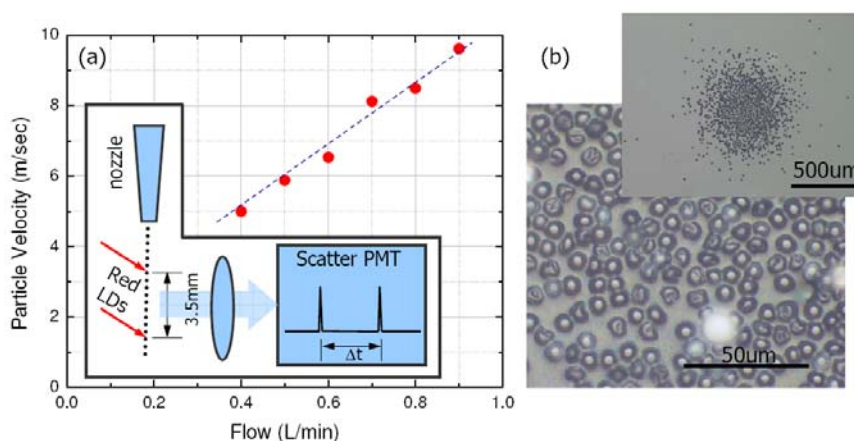 (a)
Particle Velocity (m/sec)
10
8
6
4
2
0
0.0 0.2 0.4 0.6 0.8 1.0
Flow (L/min)
nozzle
Red
LDs
3.5mm
Scatter PMT
Δt
(b)
500um
50um